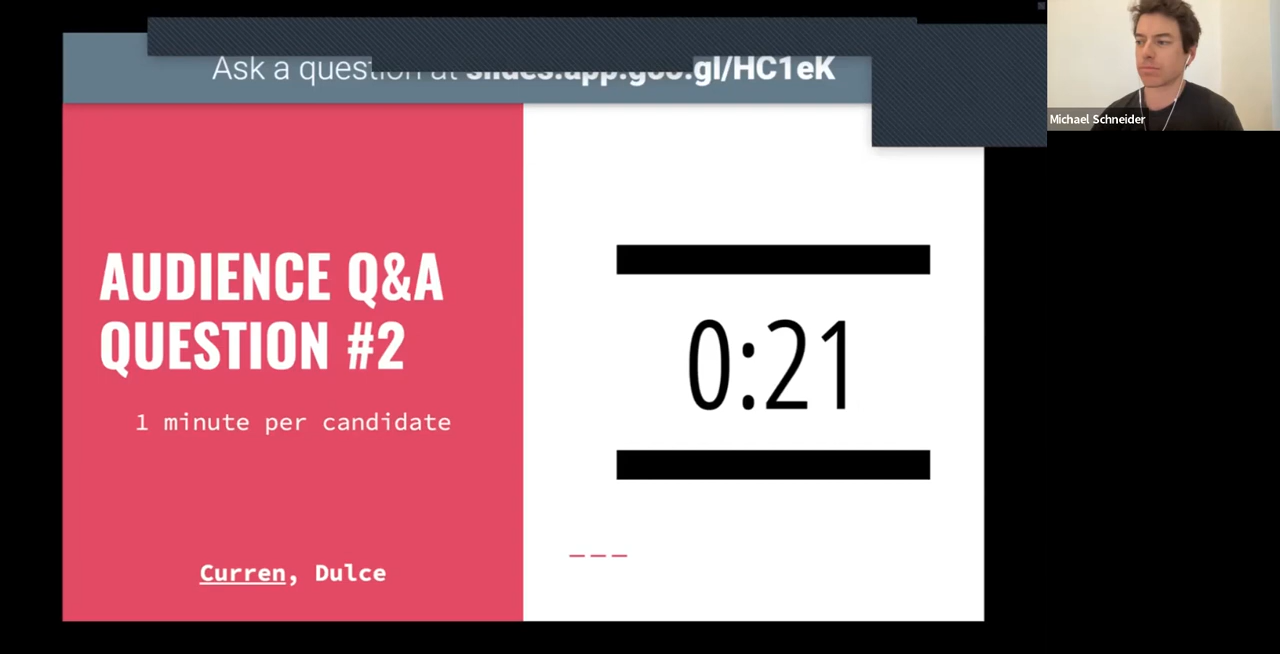 Ask a question at slides.app.goo.gl/HC1eK
Michael Schneider
AUDIENCE Q&A
QUESTION #2
0:21
1 minute per candidate
Curren, Dulce